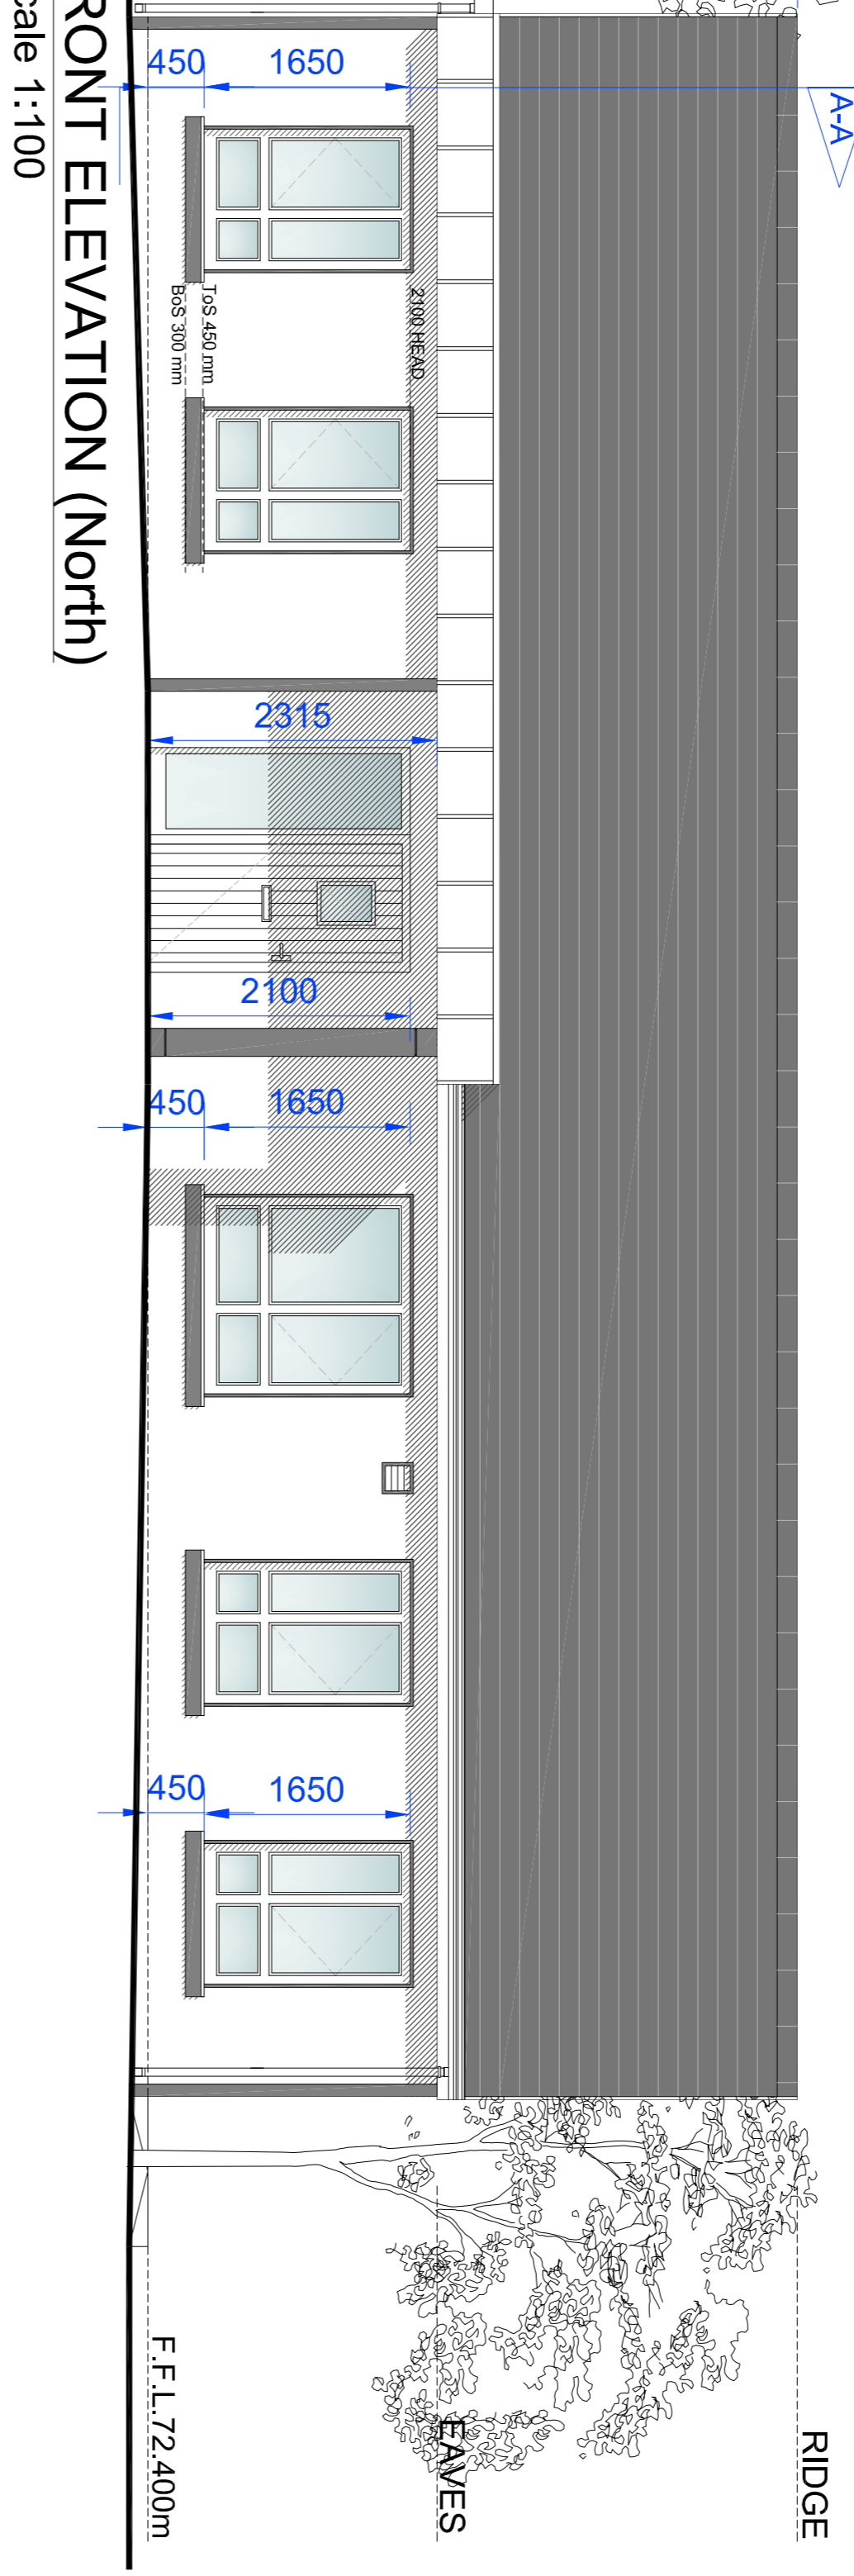 A-A
RIDGE
EAVES
F.F.L.72.400m
1650
450
2100 HEAD
ToS 450 mm
BoS 300 mm
2315
2100
1650
450
1650
450
RONT ELEVATION (North)
cale 1:100